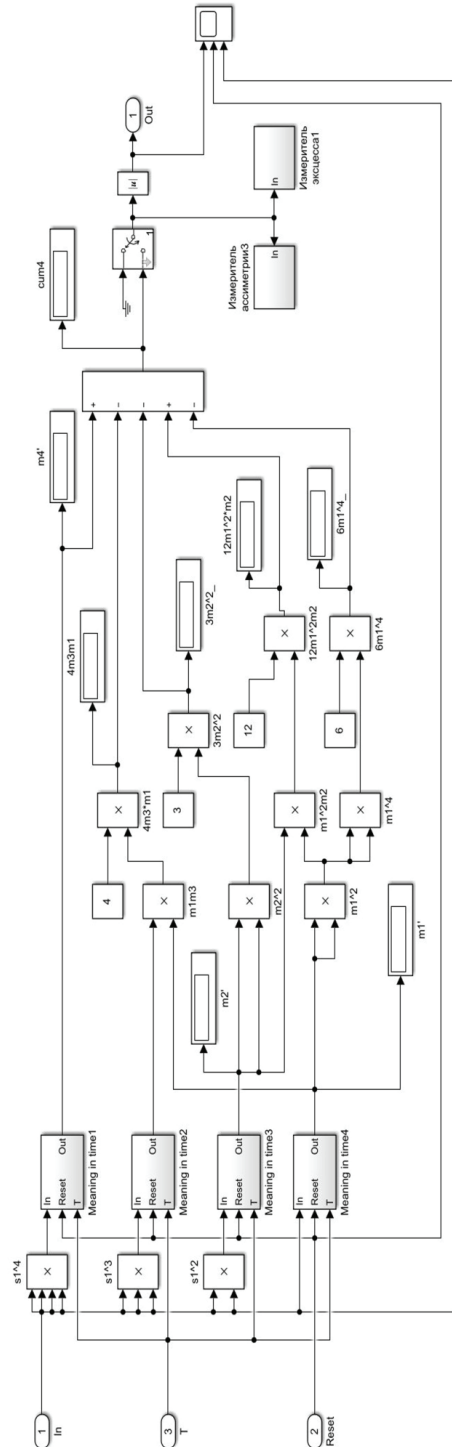 1
In
3
T
2
Reset
s1^4
×
s1^3
×
s1^2
×
In
Reset
Out
T
Meaning in time1
In
Reset
Out
T
Meaning in time2
In
Reset
Out
T
Meaning in time3
In
Reset
Out
T
Meaning in time4
m2'
m1'
4
×
m1m3
×
m2^2
×
m1^2
×
4m3*m1
3
×
m1^2m2
×
m1^4
4m3m1
×
3m2^2
12
6
3m2^2_
×
12m1^2m2
×
6m1^4
m4'
12m1^2*m2
6m1^4_
+
−
−
+
−
cum4
1
In
Измеритель
ассиметрии3
In
Измеритель
эксцесса1
|u|
1
Out